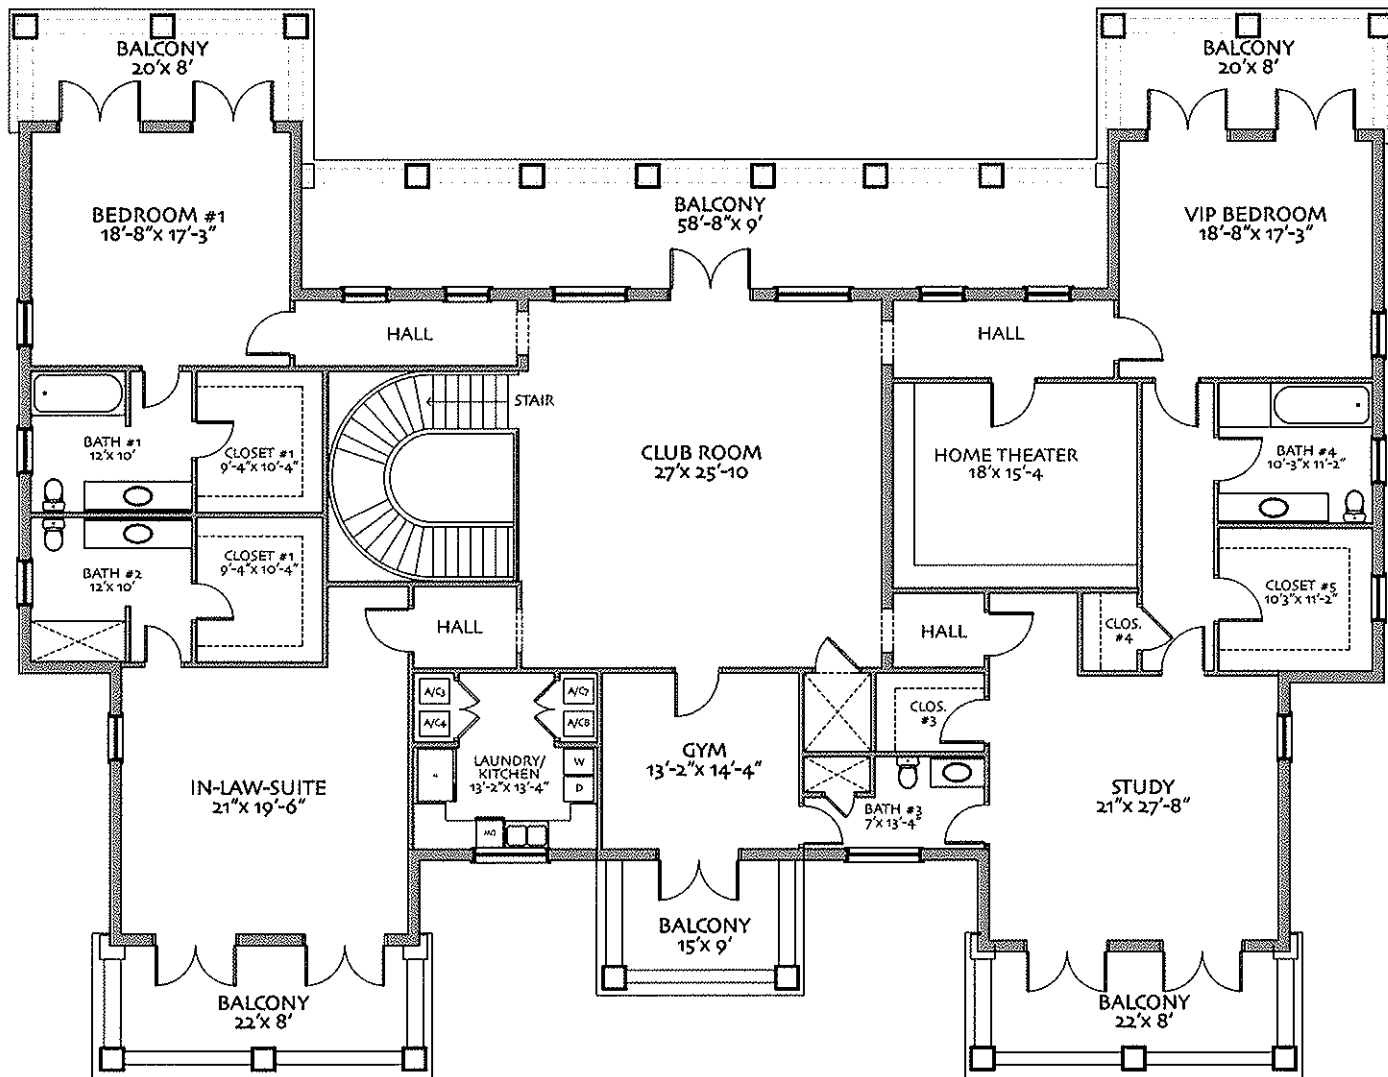 BALCONY
20'x 8'
BALCONY
20'x 8'
BALCONY
58'-8"x 9'
BEDROOM #1
18'-8"x 17'-3"
VIP BEDROOM
18'-8"x 17'-3"
HALL
HALL
STAIR
BATH #1
12'x 10'
CLOSET #1
9'-4"x 10'-4"
CLUB ROOM
27'x 25'-10
HOME THEATER
18'x 15'-4
BATH #4
10'-3"x 11'-2"
BATH #2
12'x 10'
CLOSET #1
9'-4"x 10'-4"
CLOSET #5
10'3"x 11'-2"
HALL
HALL
CLOS.
#4
A/C3
A/C4
A/C7
A/C8
CLOS.
#3
LAUNDRY/
KITCHEN
13'-2"x 13'-4"
W
D
DW
GYM
13'-2"x 14'-4"
BATH #3
7'x 13'-4"
IN-LAW-SUITE
21"x 19'-6"
STUDY
21"x 27'-8"
BALCONY
15'x 9'
BALCONY
22'x 8'
BALCONY
22'x 8'